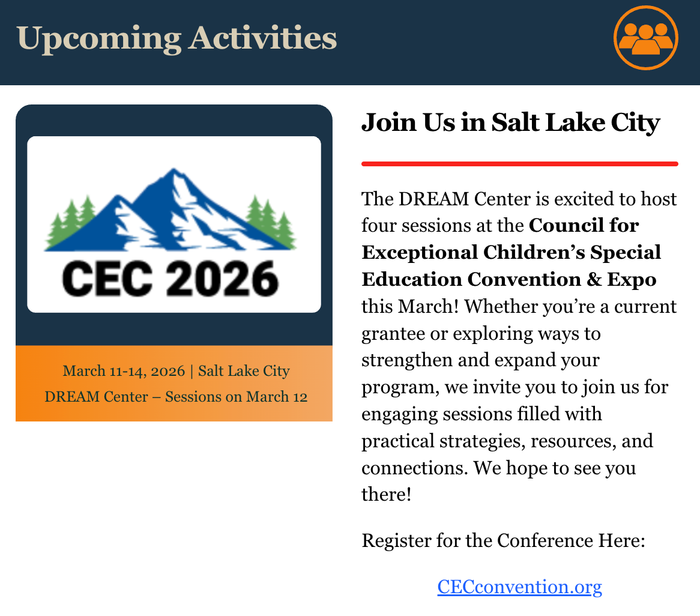 Upcoming Activities
CEC 2026
March 11-14, 2026 | Salt Lake City
DREAM Center – Sessions on March 12
Join Us in Salt Lake City
The DREAM Center is excited to host
four sessions at the Council for
Exceptional Children’s Special
Education Convention & Expo
this March! Whether you’re a current
grantee or exploring ways to
strengthen and expand your
program, we invite you to join us for
engaging sessions filled with
practical strategies, resources, and
connections. We hope to see you
there!
Register for the Conference Here:
CECconvention.org